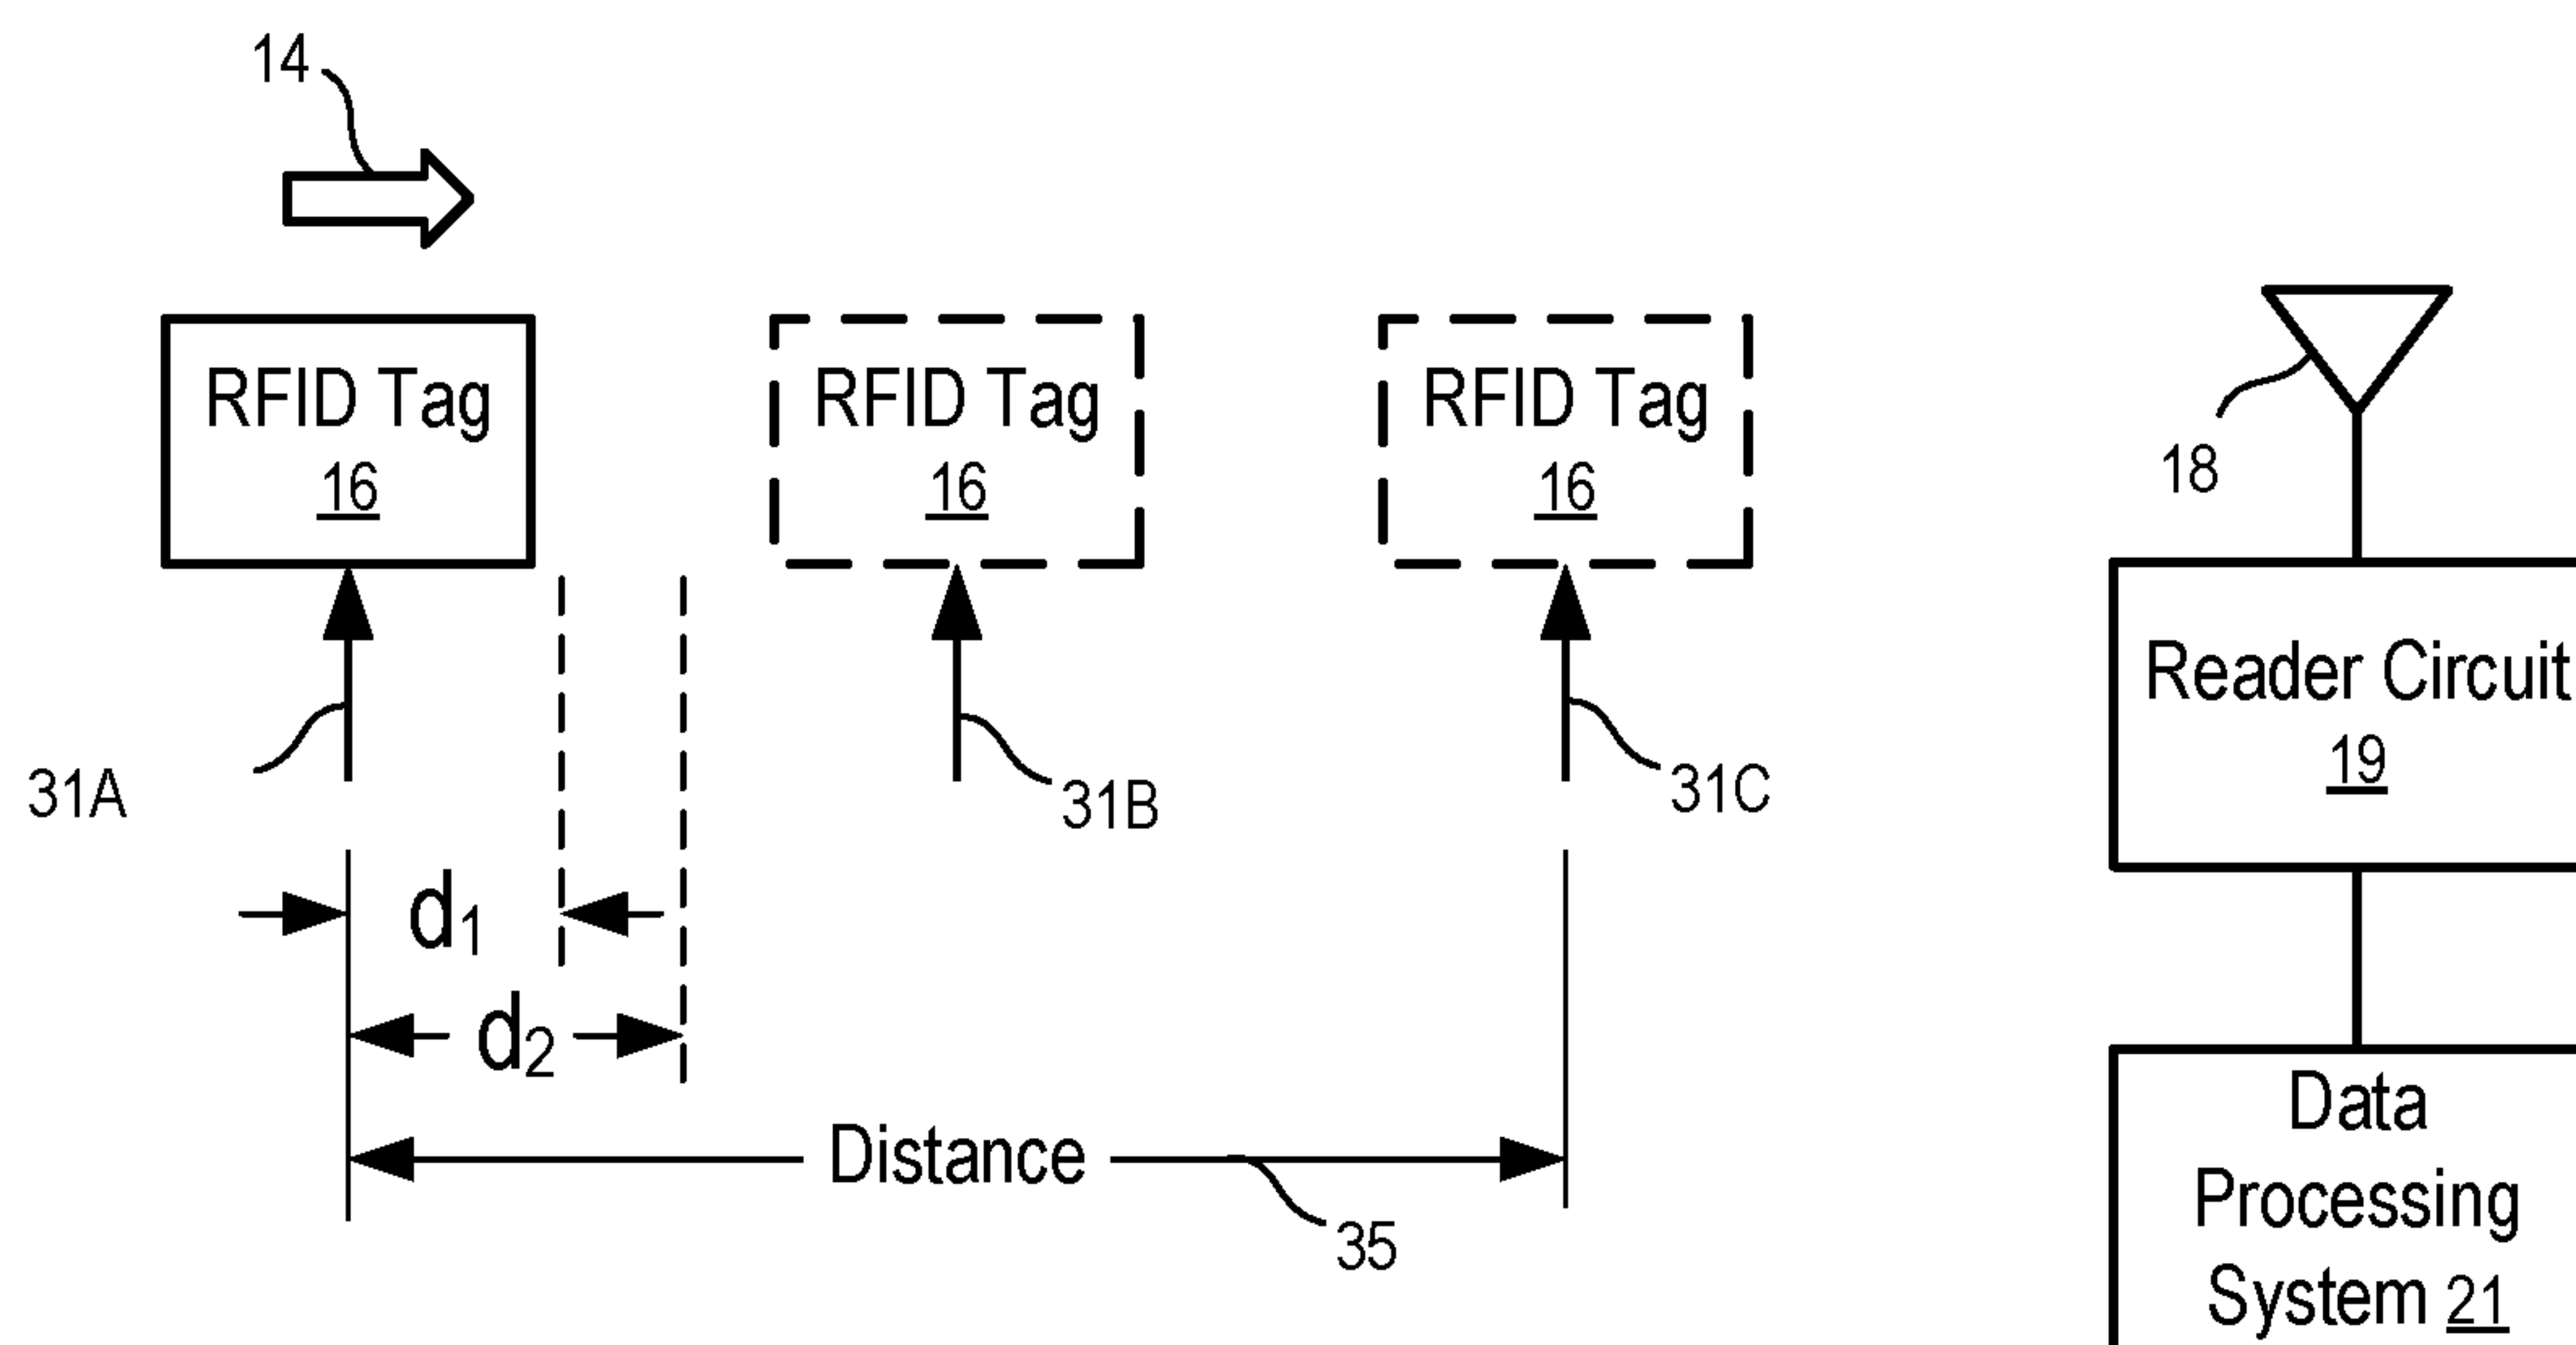 14
RFID Tag
16
RFID Tag
16
RFID Tag
16
18
Reader Circuit
19
31A
31B
31C
d1
d2
Distance
35
Data
Processing
System 21